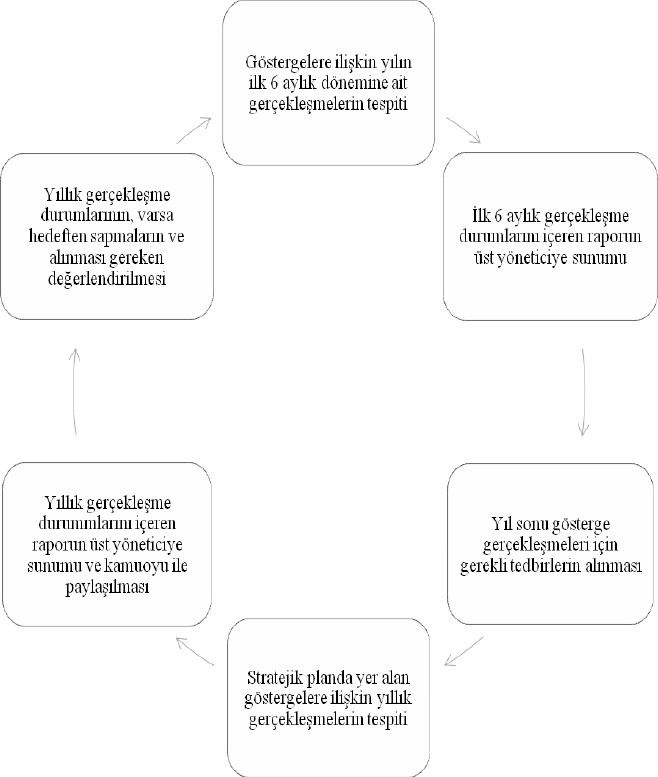 Göstergelere ilişkin yılın
ilk 6 aylık dönemine ait
gerçekleşmelerin tespiti
İlk 6 aylık gerçekleşme
durumlarını içeren raporun
üst yöneticiye sunumu
Yıl sonu gösterge
gerçekleşmeleri için
gerekli tedbirlerin alınması
Stratejik planda yer alan
göstergelere ilişkin yıllık
gerçekleşmelerin tespiti
Yıllık gerçekleşme
durummlarını içeren
raporun üst yöneticiye
sunumu ve kamuoyu ile
paylaşılması
Yıllık gerçekleşme
durumlarının, varsa
hedeften sapmaların ve
alınması gereken
değerlendirilmesi